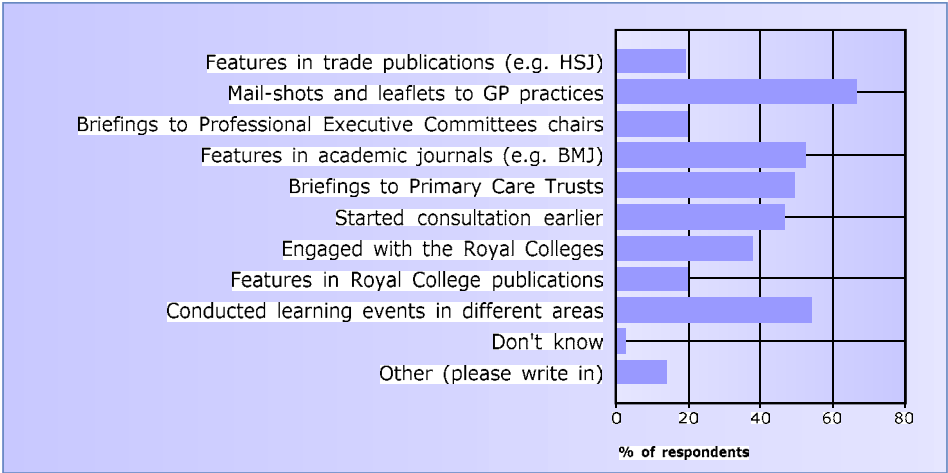 Features in trade publications (e.g. HSJ)
Mail-shots and leaflets to GP practices
Briefings to Professional Executive Committees chairs
Features in academic journals (e.g. BMJ)
Briefings to Primary Care Trusts
Started consultation earlier
Engaged with the Royal Colleges
Features in Royal College publications
Conducted learning events in different areas
Don't know
Other (please write in)
0 20 40 60 80
% of respondents